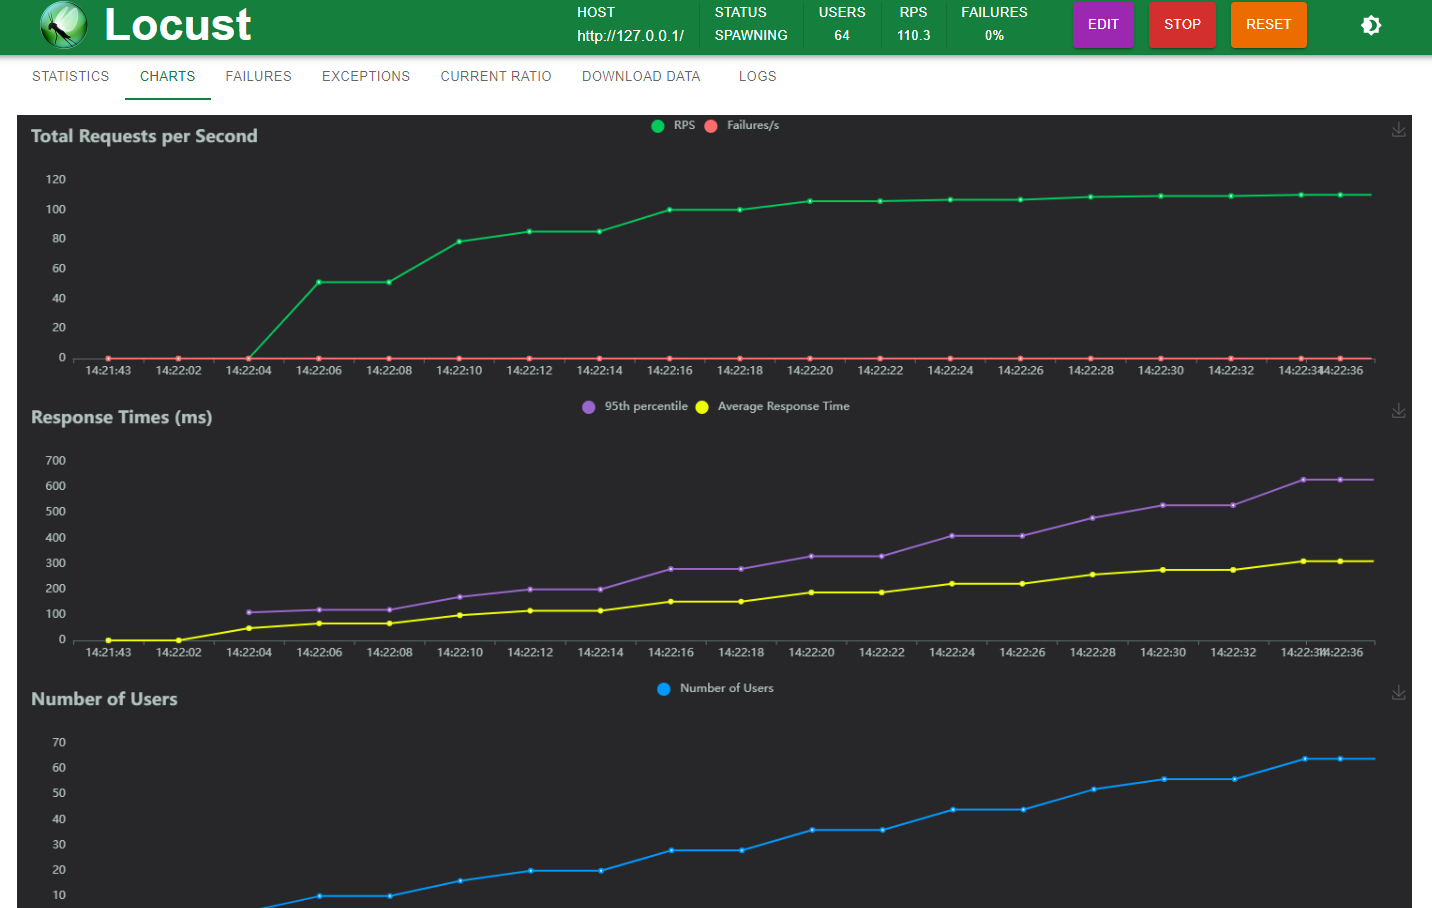 Locust
HOST
http://127.0.0.1/
STATUS
SPAWNING
USERS
64
RPS
110.3
FAILURES
0%
EDIT
STOP
RESET
STATISTICS CHARTS FAILURES EXCEPTIONS CURRENT RATIO DOWNLOAD DATA LOGS
Total Requests per Second
RPS Failures/s
120
100
80
60
40
20
0
14:21:43 14:22:02 14:22:04 14:22:06 14:22:08 14:22:10 14:22:12 14:22:14 14:22:16 14:22:18 14:22:20 14:22:22 14:22:24 14:22:26 14:22:28 14:22:30 14:22:32 14:22:34 14:22:36
Response Times (ms)
95th percentile Average Response Time
700
600
500
400
300
200
100
0
14:21:43 14:22:02 14:22:04 14:22:06 14:22:08 14:22:10 14:22:12 14:22:14 14:22:16 14:22:18 14:22:20 14:22:22 14:22:24 14:22:26 14:22:28 14:22:30 14:22:32 14:22:34 14:22:36
Number of Users
Number of Users
70
60
50
40
30
20
10